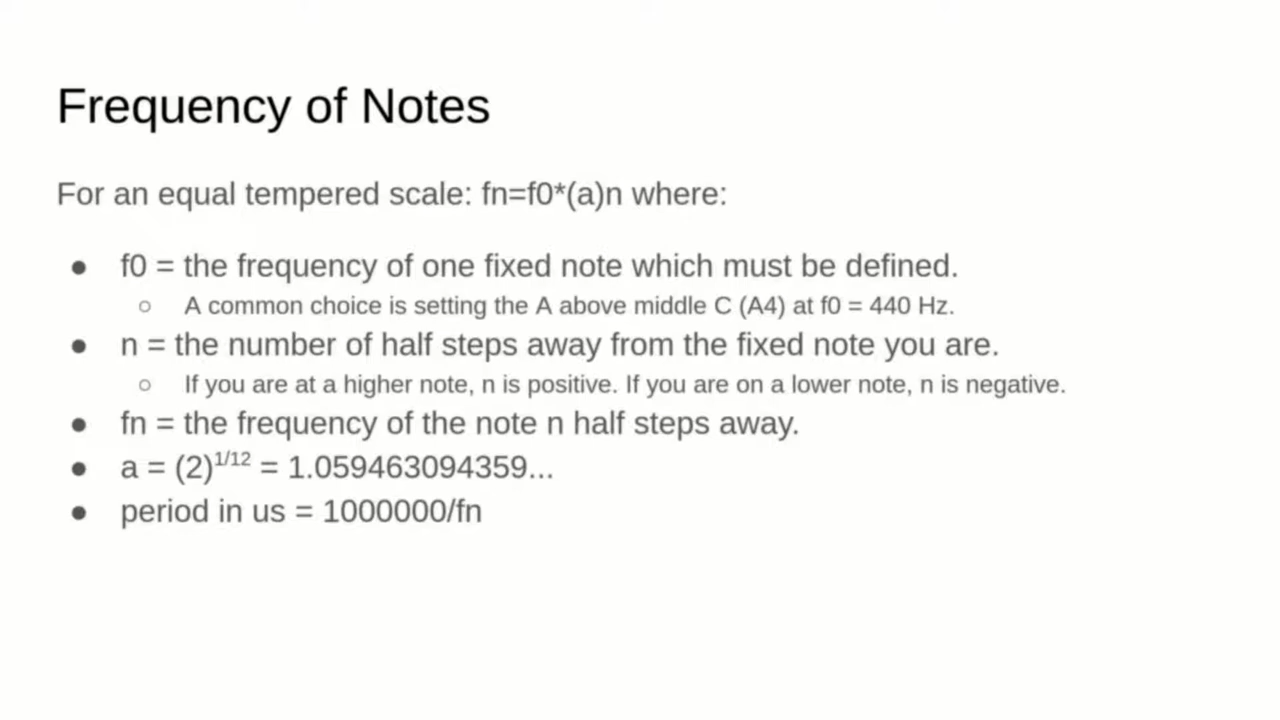 Frequency of Notes
For an equal tempered scale: fn=f0*(a)n where:
● f0 = the frequency of one fixed note which must be defined.
○ A common choice is setting the A above middle C (A4) at f0 = 440 Hz.
● n = the number of half steps away from the fixed note you are.
○ If you are at a higher note, n is positive. If you are on a lower note, n is negative.
● fn = the frequency of the note n half steps away.
● a = (2)^1/12 = 1.059463094359...
● period in us = 1000000/fn